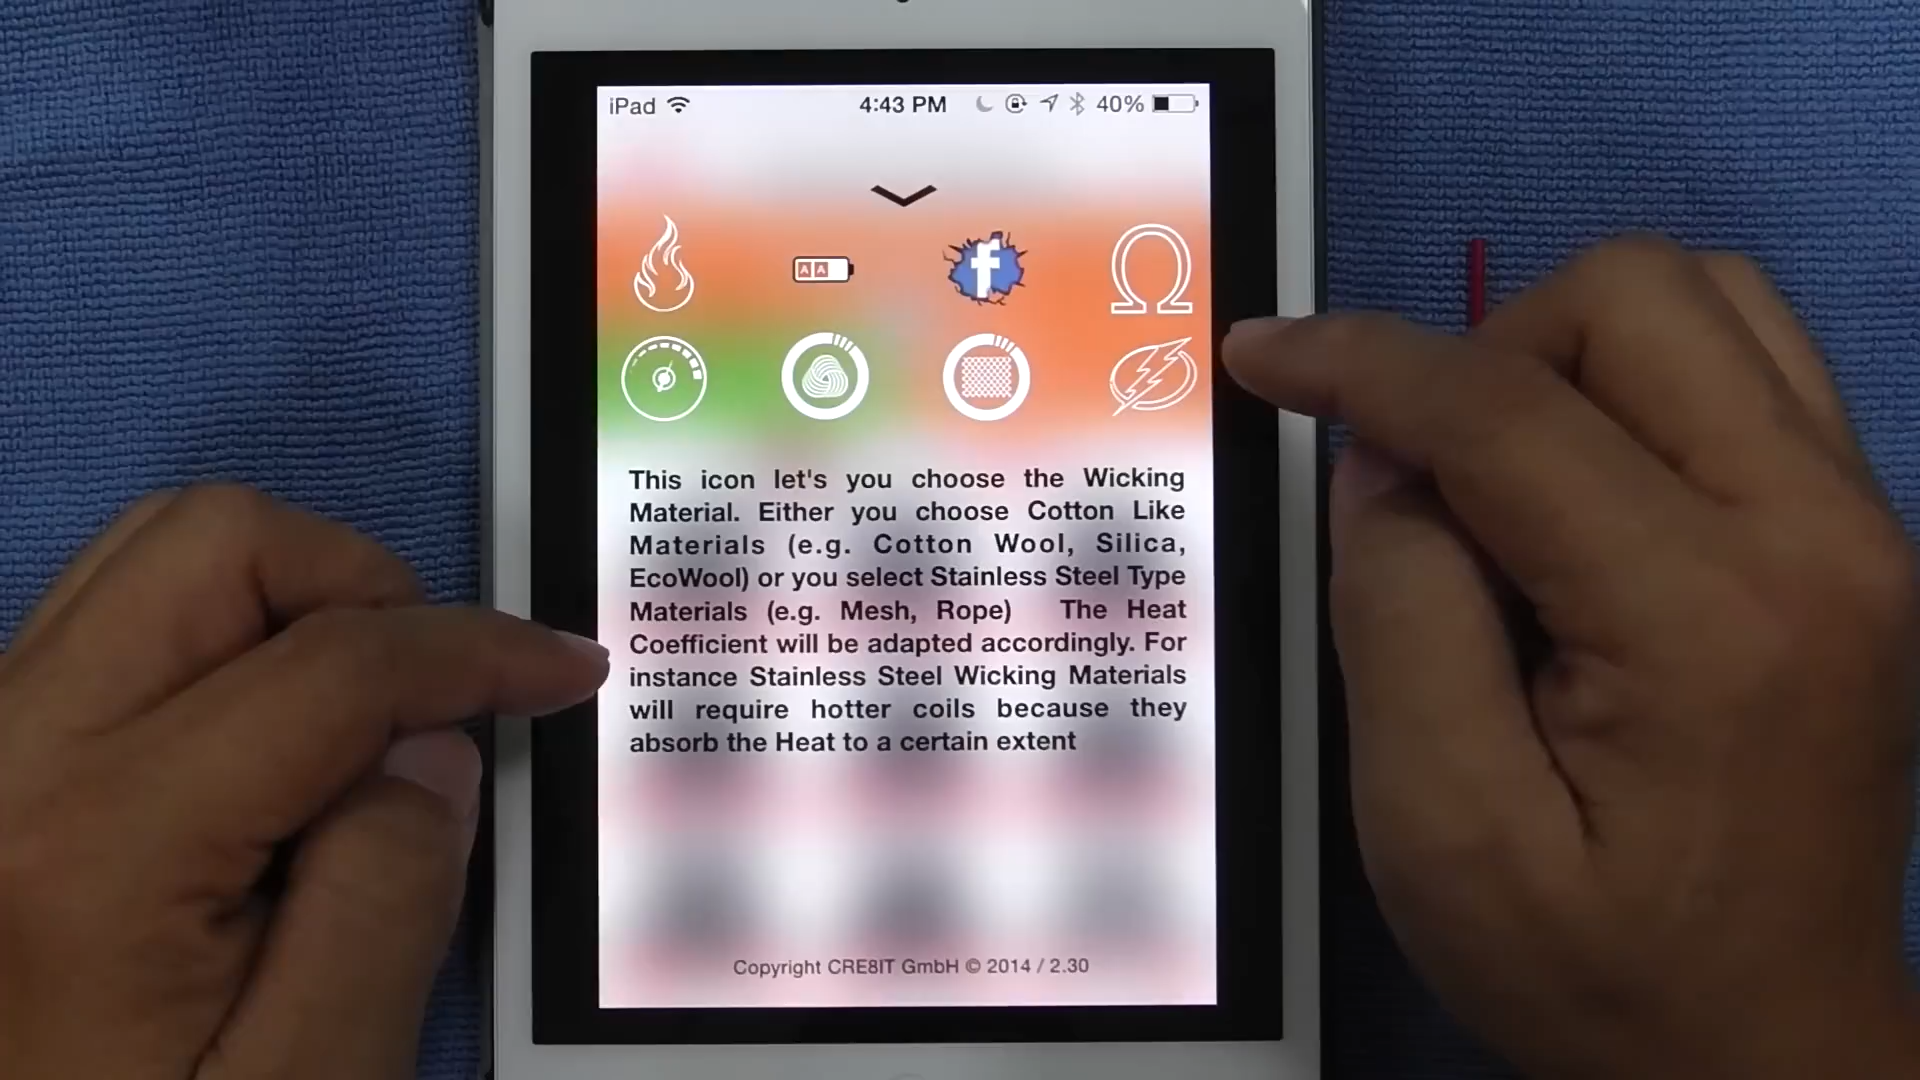 iPad 4:43 PM 40%
A A f Ω
This icon let's you choose the Wicking
Material. Either you choose Cotton Like
Materials (e.g. Cotton Wool, Silica,
EcoWool) or you select Stainless Steel Type
Materials (e.g. Mesh, Rope) The Heat
Coefficient will be adapted accordingly. For
instance Stainless Steel Wicking Materials
will require hotter coils because they
absorb the Heat to a certain extent
Copyright CRE8IT GmbH © 2014 / 2.30